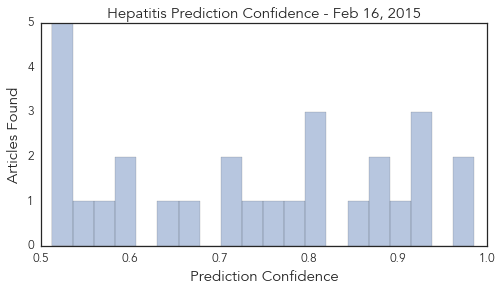 Hepatitis Prediction Confidence - Feb 16, 2015
Articles Found
5
4
3
2
1
0
0.5 0.6 0.7 0.8 0.9 1.0
Prediction Confidence